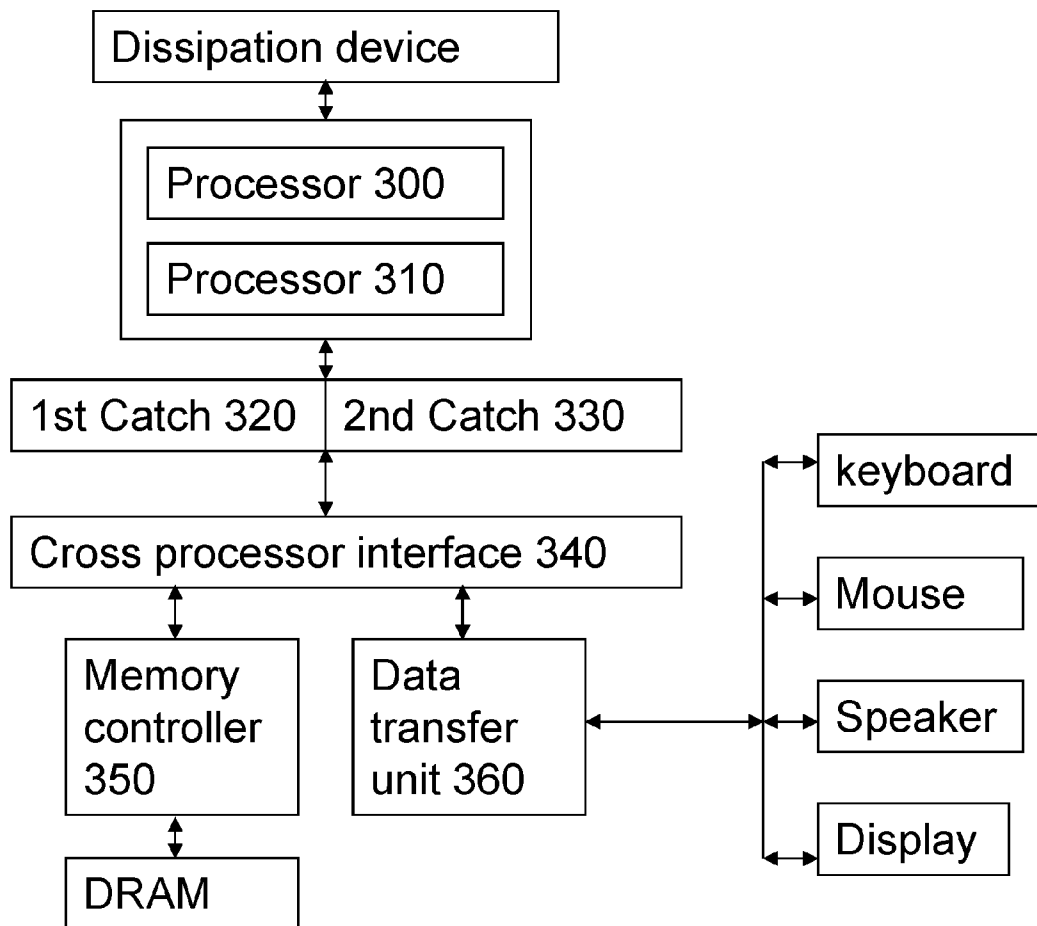 Dissipation device
Processor 300
Processor 310
1st Catch 320
2nd Catch 330
Cross processor interface 340
Memory
controller
350
Data
transfer
unit 360
DRAM
keyboard
Mouse
Speaker
Display